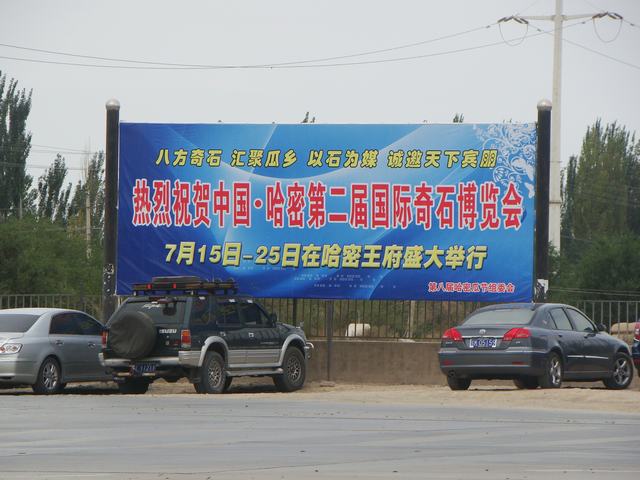 八方奇石 汇聚瓜乡 以石为媒 诚邀天下宾朋
热烈祝贺中国·哈密第二届国际奇石博览会
7月15日-25日在哈密王府盛大举行
第八届哈密瓜节组委会